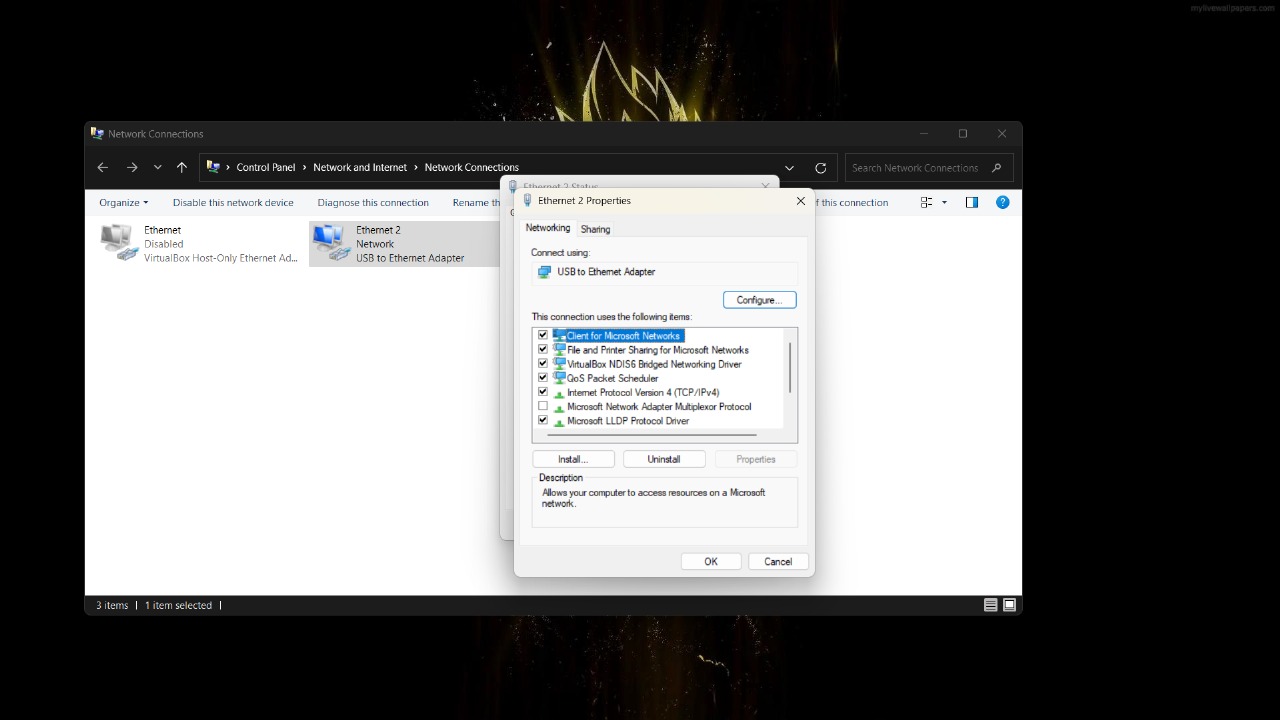 mylivewallpapers.com
Network Connections
Control Panel › Network and Internet › Network Connections
Search Network Connections
Ethernet 2 Status
Organize
Disable this network device
Diagnose this connection
Rename th
f this connection
Ethernet
Disabled
VirtualBox Host-Only Ethernet Ad...
Ethernet 2
Network
USB to Ethernet Adapter
Ethernet 2 Properties
Networking
Sharing
Connect using:
USB to Ethernet Adapter
Configure...
This connection uses the following items:
Client for Microsoft Networks
File and Printer Sharing for Microsoft Networks
VirtualBox NDIS6 Bridged Networking Driver
QoS Packet Scheduler
Internet Protocol Version 4 (TCP/IPv4)
Microsoft Network Adapter Multiplexor Protocol
Microsoft LLDP Protocol Driver
Install...
Uninstall
Properties
Description
Allows your computer to access resources on a Microsoft
network.
OK
Cancel
3 items
1 item selected